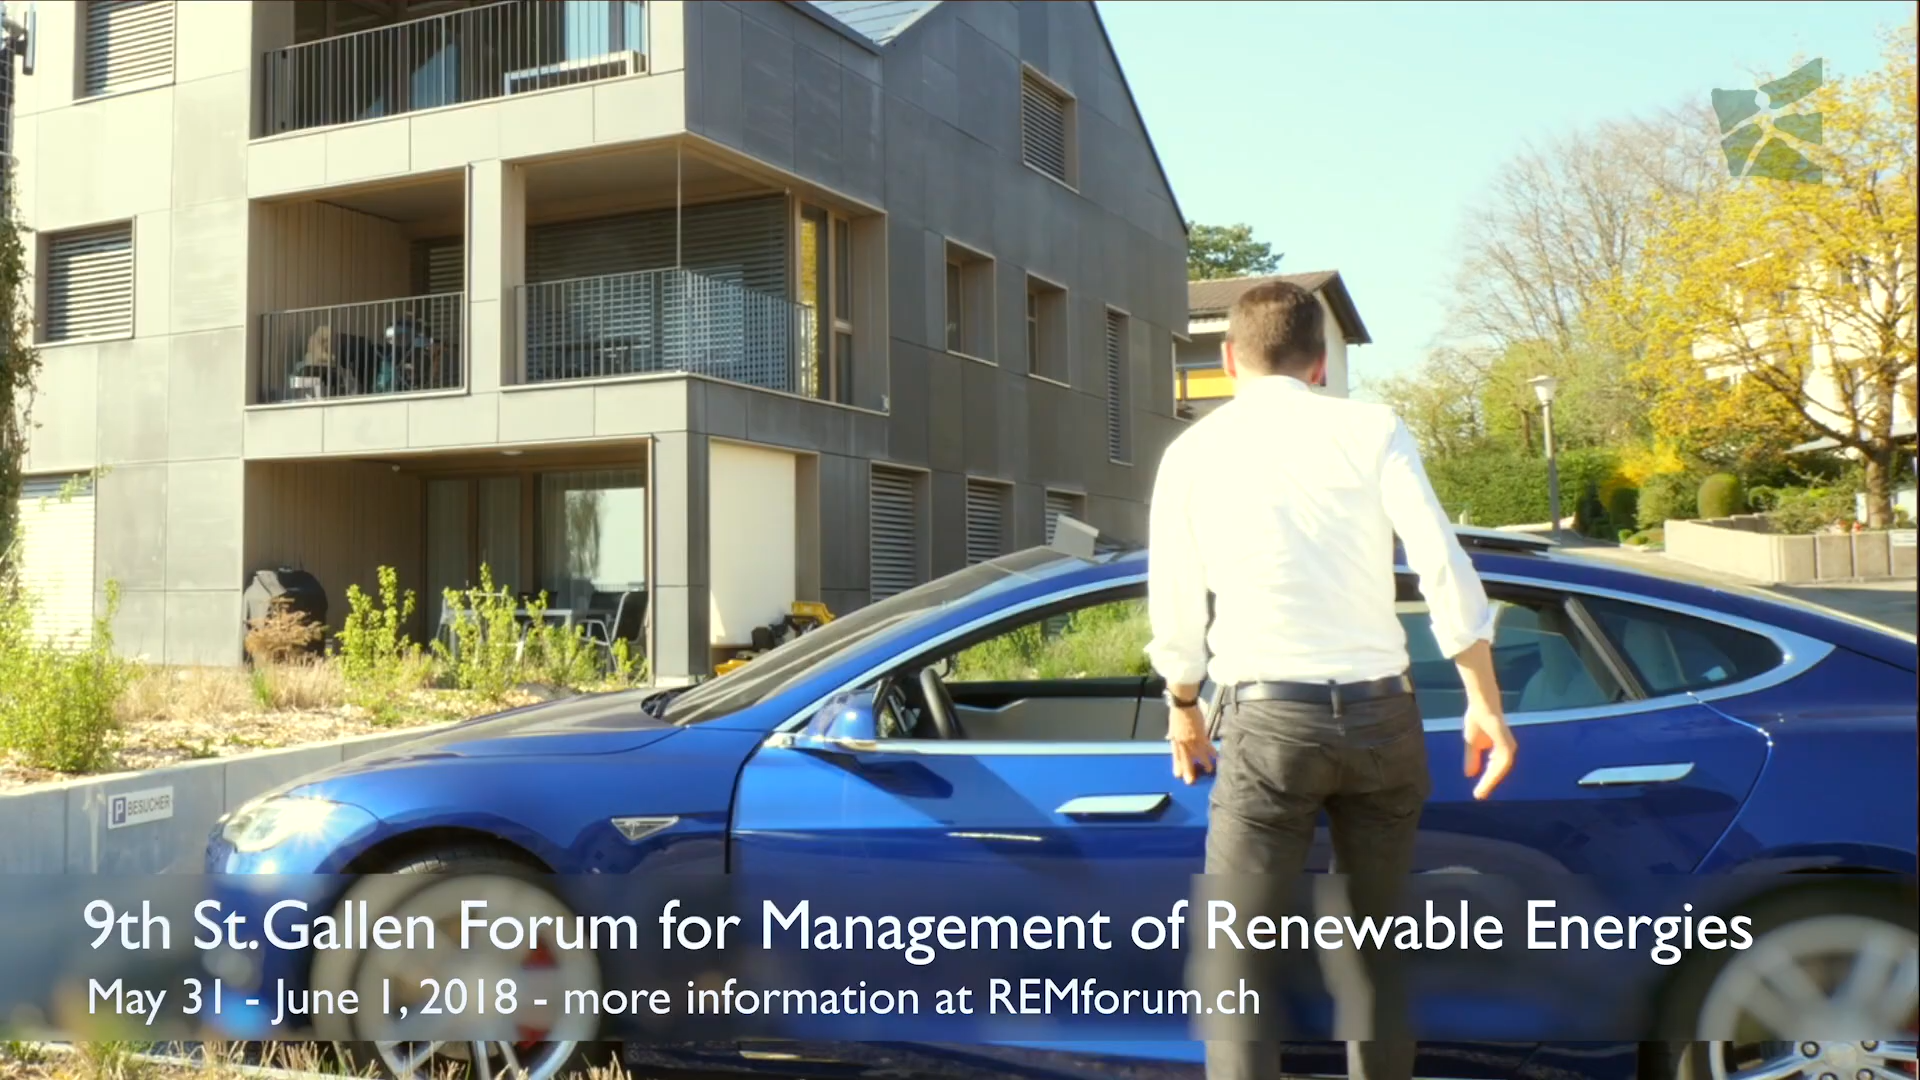 P BESUCHER
9th St.Gallen Forum for Management of Renewable Energies
May 31 - June 1, 2018 - more information at REMforum.ch